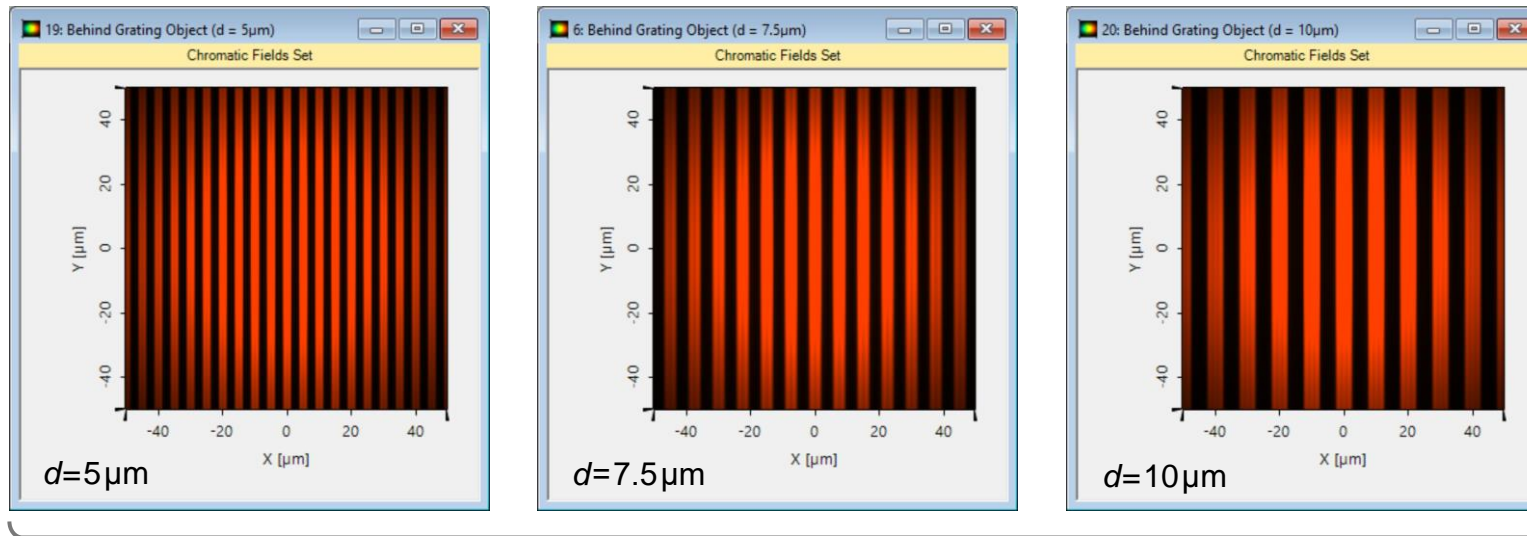 19: Behind Grating Object (d = 5µm)
Chromatic Fields Set
40
20
0
-20
-40
Y [µm]
-40 -20 0 20 40
X [µm]
d=5µm
6: Behind Grating Object (d = 7.5µm)
Chromatic Fields Set
40
20
0
-20
-40
Y [µm]
-40 -20 0 20 40
X [µm]
d=7.5µm
20: Behind Grating Object (d = 10µm)
Chromatic Fields Set
40
20
0
-20
-40
Y [µm]
-40 -20 0 20 40
X [µm]
d=10µm